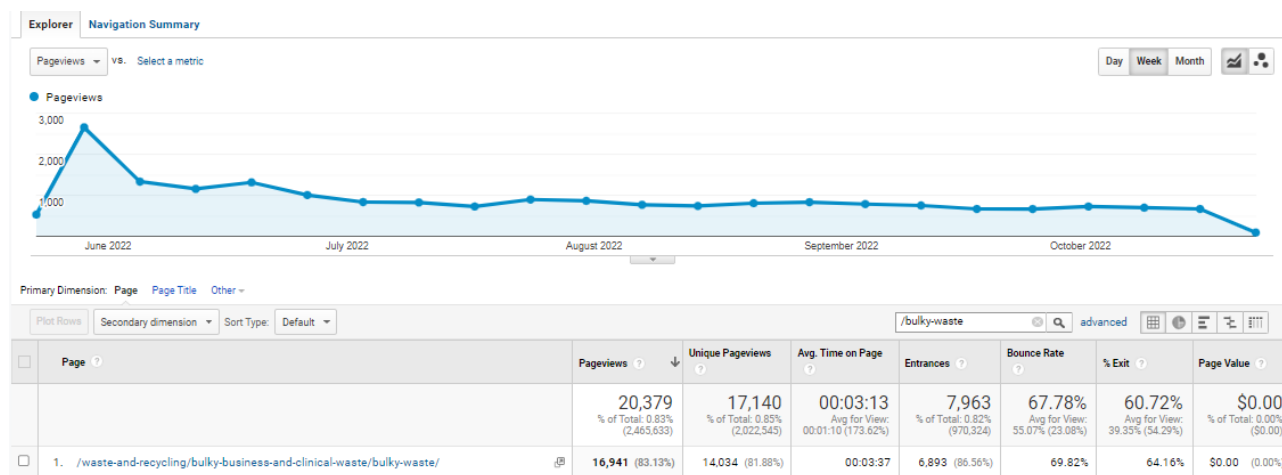 Explorer Navigation Summary
Pageviews vs. Select a metric Day Week Month
Pageviews
3,000
2,000
1,000
June 2022 July 2022 August 2022 September 2022 October 2022
Primary Dimension: Page Page Title Other
Plot Rows Secondary dimension Sort Type: Default /bulky-waste advanced
Page ? Pageviews ? Unique Pageviews ? Avg. Time on Page ? Entrances ? Bounce Rate ? % Exit ? Page Value ?
20,379 17,140 00:03:13 7,963 67.78% 60.72% $0.00
% of Total: 0.83% % of Total: 0.85% Avg for View: % of Total: 0.82% Avg for View: Avg for View: % of Total: 0.00%
(2,465,633) (2,022,545) 00:01:10 (173.62%) (970,324) 55.07% (23.08%) 39.35% (54.29%) ($0.00)
1. /waste-and-recycling/bulky-business-and-clinical-waste/bulky-waste/ 16,941 (83.13%) 14,034 (81.88%) 00:03:37 6,893 (86.56%) 69.82% 64.16% $0.00 (0.00%